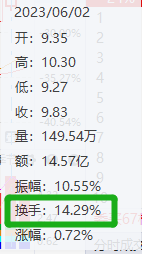 2023/06/02
开：9.35
高：10.30
低：9.27
收：9.83
量：149.54万
额：14.57亿
振幅：10.55%
换手：14.29%
涨幅：0.72%